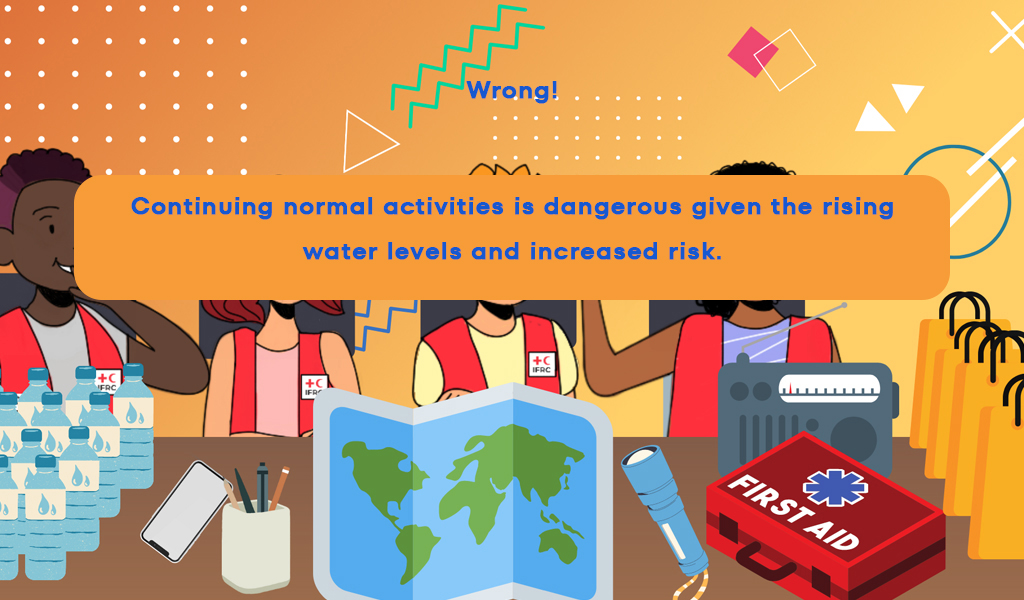 Wrong!
Continuing normal activities is dangerous given the rising
water levels and increased risk.
IFRC
IFRC
IFRC
FIRST AID